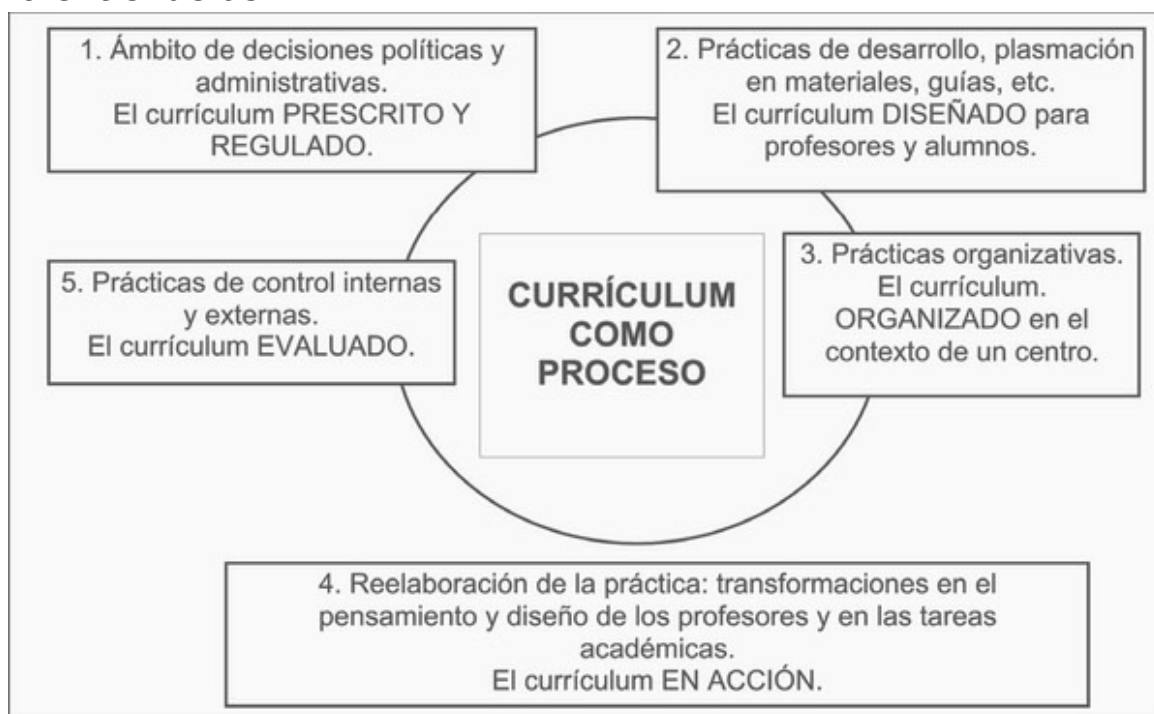 1. Ámbito de decisiones políticas y
administrativas.
El currículum PRESCRITO Y
REGULADO.
2. Prácticas de desarrollo, plasmación
en materiales, guías, etc.
El currículum DISEÑADO para
profesores y alumnos.
3. Prácticas organizativas.
El currículum.
ORGANIZADO en el
contexto de un centro.
CURRÍCULUM
COMO
PROCESO
5. Prácticas de control internas
y externas.
El currículum EVALUADO.
4. Reelaboración de la práctica: transformaciones en el
pensamiento y diseño de los profesores y en las tareas
académicas.
El currículum EN ACCIÓN.